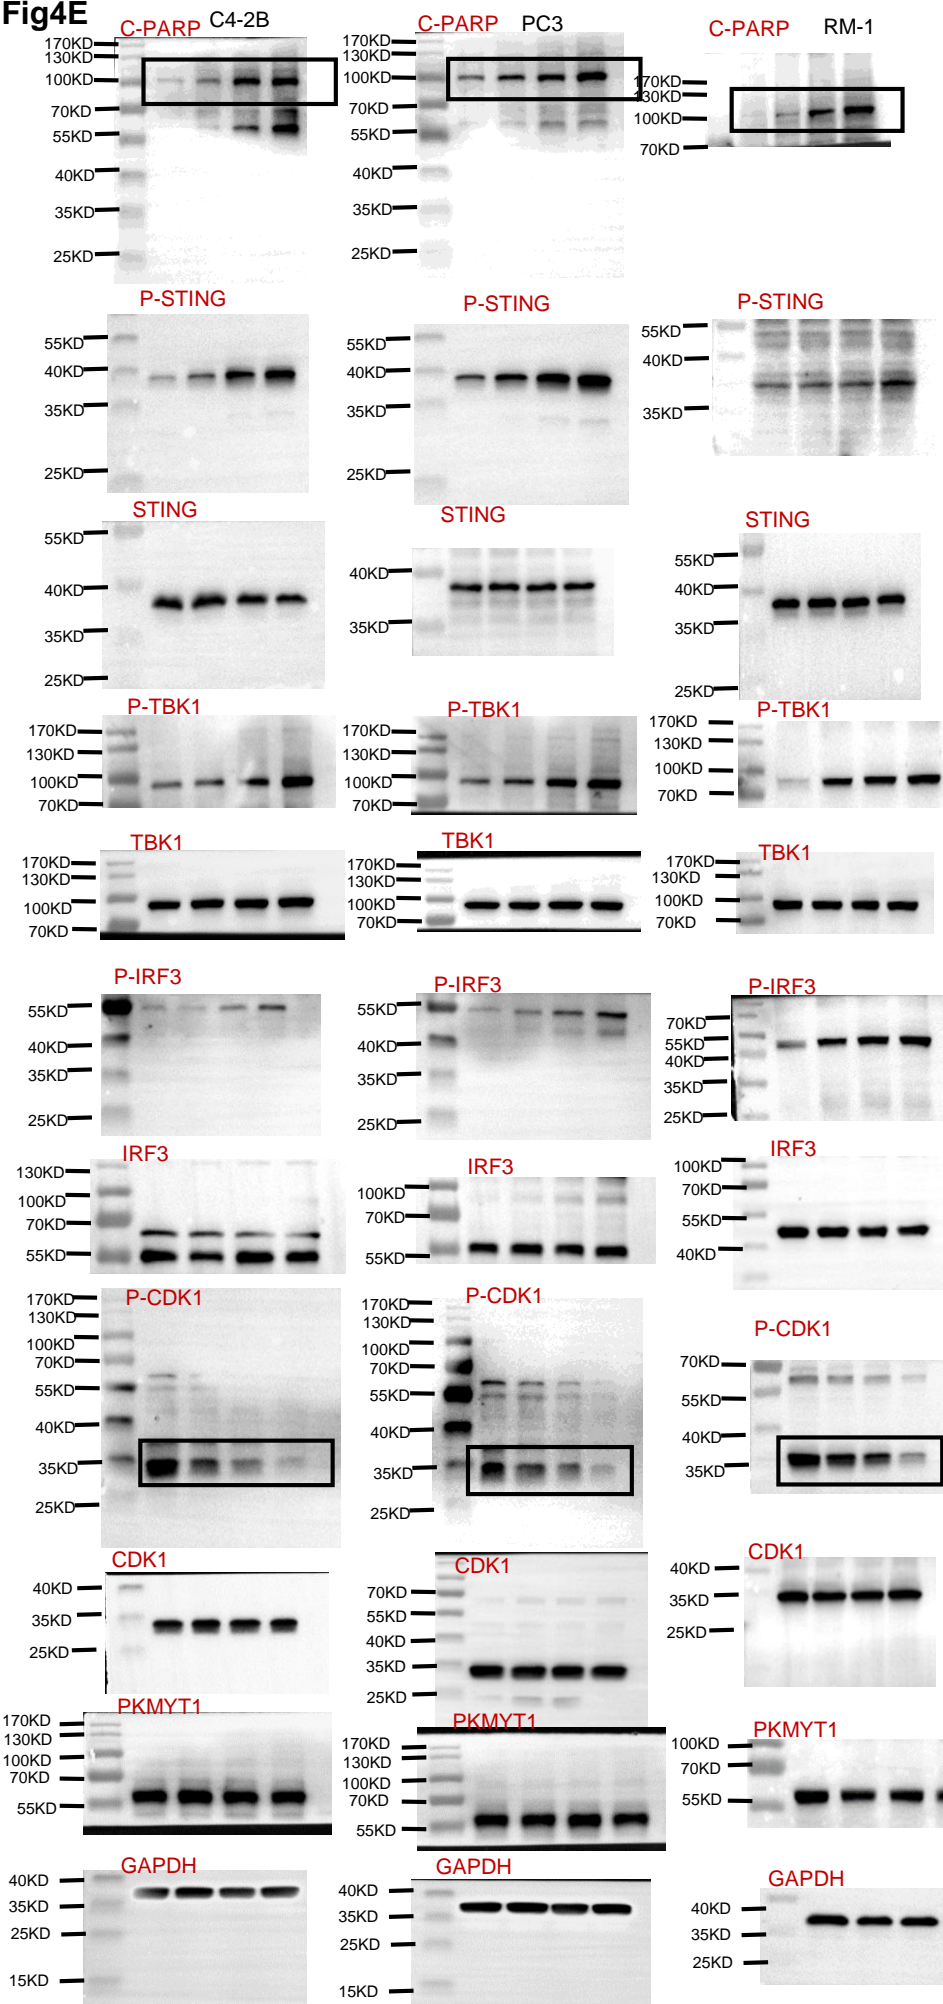 Fig4E
C-PARP C4-2B
170KD
130KD
100KD
70KD
55KD
40KD
35KD
25KD
C-PARP PC3
170KD
130KD
100KD
70KD
55KD
40KD
35KD
25KD
C-PARP RM-1
170KD
130KD
100KD
70KD
P-STING
55KD
40KD
35KD
25KD
P-STING
55KD
40KD
35KD
25KD
P-STING
55KD
40KD
35KD
STING
55KD
40KD
35KD
25KD
STING
40KD
35KD
STING
55KD
40KD
35KD
25KD
P-TBK1
170KD
130KD
100KD
70KD
P-TBK1
170KD
130KD
100KD
70KD
P-TBK1
170KD
130KD
100KD
70KD
TBK1
170KD
130KD
100KD
70KD
TBK1
170KD
130KD
100KD
70KD
TBK1
170KD
130KD
100KD
70KD
P-IRF3
55KD
40KD
35KD
25KD
P-IRF3
55KD
40KD
35KD
25KD
P-IRF3
70KD
55KD
40KD
35KD
25KD
IRF3
130KD
100KD
70KD
55KD
IRF3
100KD
70KD
55KD
IRF3
100KD
70KD
55KD
40KD
P-CDK1
170KD
130KD
100KD
70KD
55KD
40KD
35KD
25KD
P-CDK1
170KD
130KD
100KD
70KD
55KD
40KD
35KD
25KD
P-CDK1
70KD
55KD
40KD
35KD
CDK1
40KD
35KD
25KD
CDK1
70KD
55KD
40KD
35KD
25KD
CDK1
40KD
35KD
25KD
PKMYT1
170KD
130KD
100KD
70KD
55KD
PKMYT1
170KD
130KD
100KD
70KD
55KD
PKMYT1
100KD
70KD
55KD
GAPDH
40KD
35KD
25KD
15KD
GAPDH
40KD
35KD
25KD
15KD
GAPDH
40KD
35KD
25KD